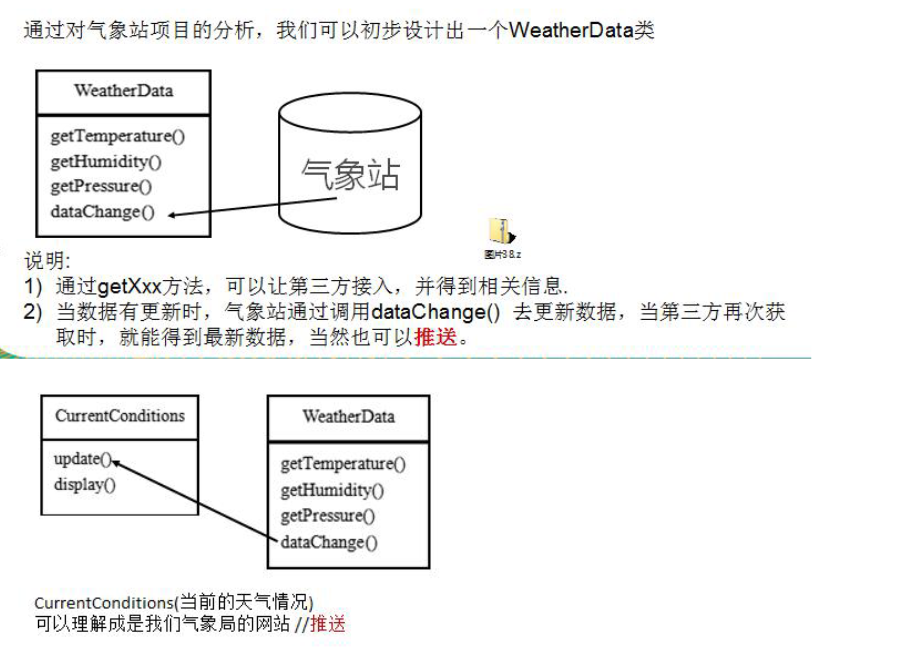 通过对气象站项目的分析，我们可以初步设计出一个WeatherData类
WeatherData
getTemperature()
getHumidity()
getPressure()
dataChange()
气象站
图片38.z
说明:
1) 通过getXxx方法，可以让第三方接入，并得到相关信息.
2) 当数据有更新时，气象站通过调用dataChange() 去更新数据，当第三方再次获
取时，就能得到最新数据，当然也可以推送。
CurrentConditions
update()
display()
WeatherData
getTemperature()
getHumidity()
getPressure()
dataChange()
CurrentConditions(当前的天气情况)
可以理解成是我们气象局的网站 //推送